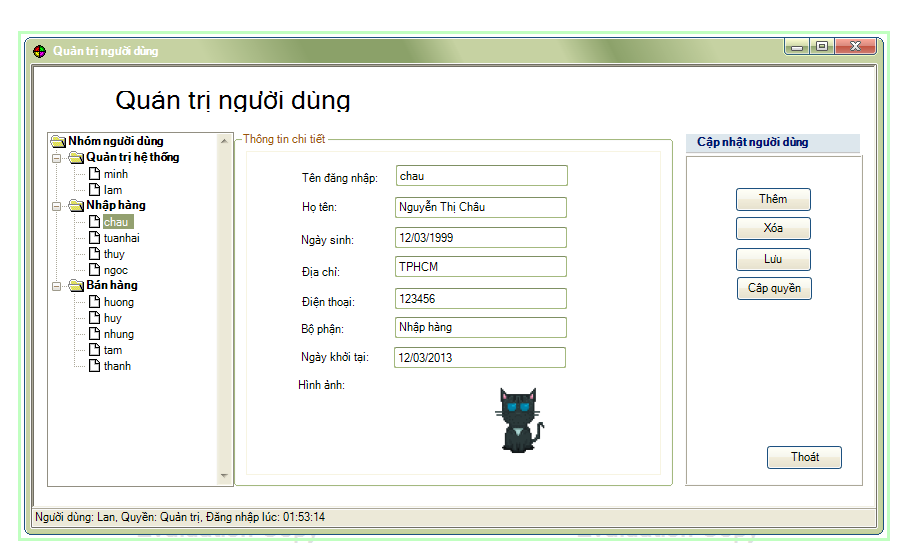 Quản trị người dùng
Quản trị người dùng
Nhóm người dùng
Quản trị hệ thống
minh
lam
Nhập hàng
chau
tuanhai
thuy
ngoc
Bán hàng
huong
huy
nhung
tam
thanh
Thông tin chi tiết
Tên đăng nhập: chau
Họ tên: Nguyễn Thị Châu
Ngày sinh: 12/03/1999
Địa chỉ: TPHCM
Điện thoại: 123456
Bộ phận: Nhập hàng
Ngày khởi tại: 12/03/2013
Hình ảnh:
Cập nhật người dùng
Thêm
Xóa
Lưu
Cấp quyền
Thoát
Người dùng: Lan, Quyền: Quản trị, Đăng nhập lúc: 01:53:14